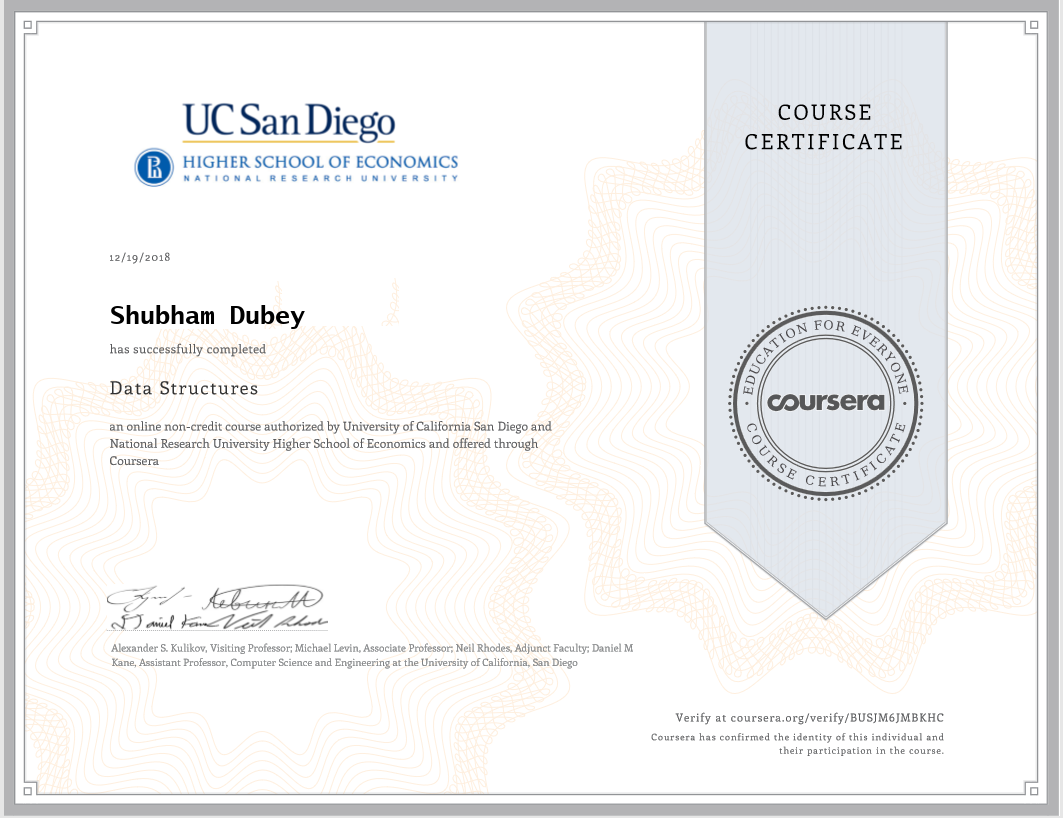 UC San Diego
HIGHER SCHOOL OF ECONOMICS
NATIONAL RESEARCH UNIVERSITY
COURSE
CERTIFICATE
12/19/2018
Shubham Dubey
has successfully completed
Data Structures
an online non-credit course authorized by University of California San Diego and
National Research University Higher School of Economics and offered through
Coursera
EDUCATION FOR EVERYONE
coursera
COURSE CERTIFICATE
Alexander S. Kulikov, Visiting Professor; Michael Levin, Associate Professor; Neil Rhodes, Adjunct Faculty; Daniel M
Kane, Assistant Professor, Computer Science and Engineering at the University of California, San Diego
Verify at coursera.org/verify/BUSJM6JMBKHC
Coursera has confirmed the identity of this individual and
their participation in the course.